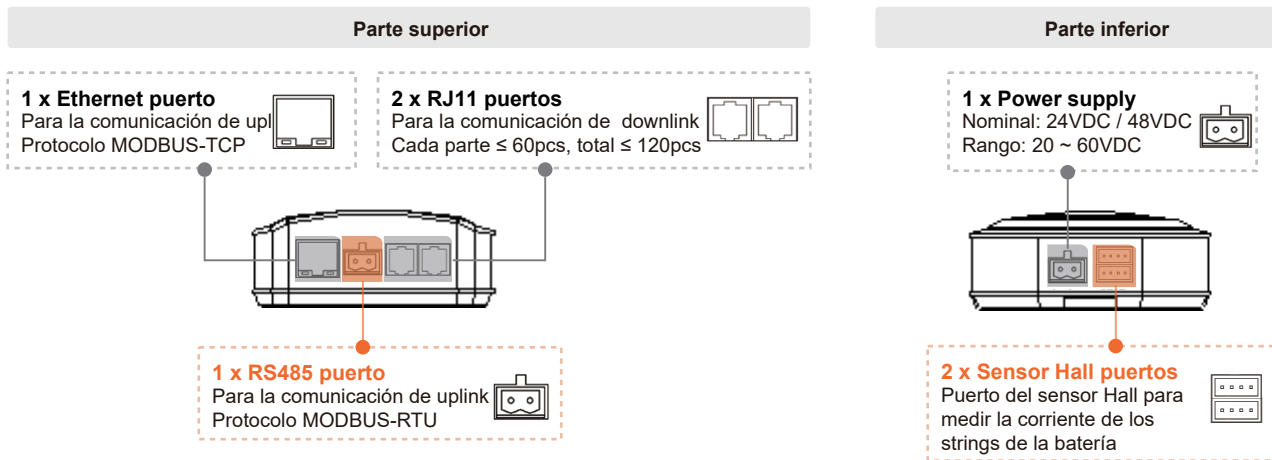 Parte superior
Parte inferior
1 x Ethernet puerto
Para la comunicación de upl
Protocolo MODBUS-TCP
2 x RJ11 puertos
Para la comunicación de downlink
Cada parte ≤ 60pcs, total ≤ 120pcs
1 x Power supply
Nominal: 24VDC / 48VDC
Rango: 20 ~ 60VDC
1 x RS485 puerto
Para la comunicación de uplink
Protocolo MODBUS-RTU
2 x Sensor Hall puertos
Puerto del sensor Hall para
medir la corriente de los
strings de la batería